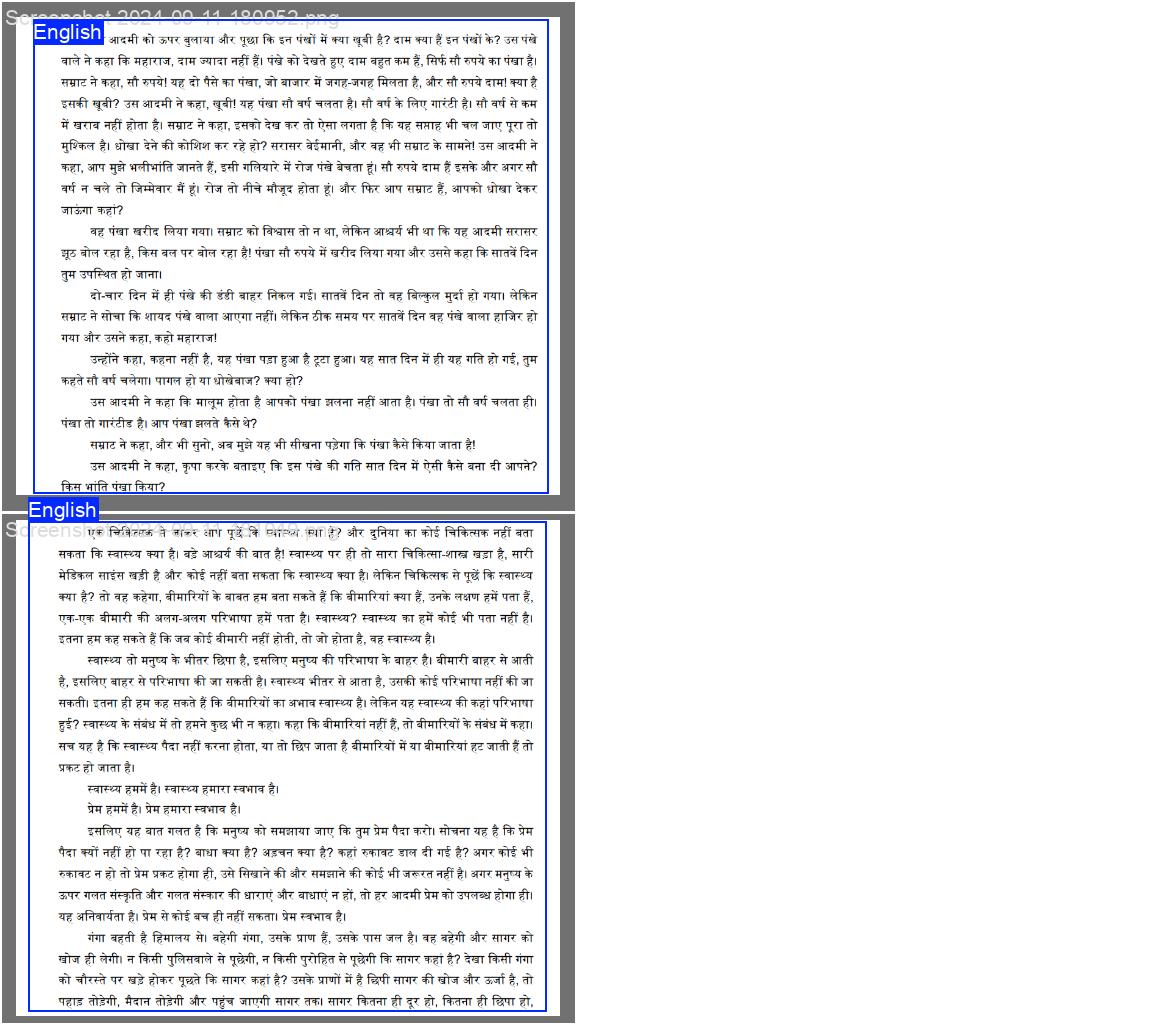 Screenshot 2024-09-11 180952.png
English
आदमी को ऊपर बुलाया और पूछा कि इन पंखों में क्या खूबी है? दाम क्या हैं इन पंखों के? उस पंखे
वाले ने कहा कि महाराज, दाम ज्यादा नहीं हैं। पंखे को देखते हुए दाम बहुत कम हैं, सिर्फ सौ रुपये का पंखा है।
सम्राट ने कहा, सौ रुपये! यह दो पैसे का पंखा, जो बाजार में जगह-जगह मिलता है, और सौ रुपये दाम! क्या है
इसकी खूबी? उस आदमी ने कहा, खूबी! यह पंखा सौ वर्ष चलता है। सौ वर्ष के लिए गारंटी है। सौ वर्ष से कम
में खराब नहीं होता है। सम्राट ने कहा, इसको देख कर तो ऐसा लगता है कि यह सप्ताह भी चल जाए पूरा तो
मुश्किल है। धोखा देने की कोशिश कर रहे हो? सरासर बेईमानी, और वह भी सम्राट के सामने! उस आदमी ने
कहा, आप मुझे भलीभांति जानते हैं, इसी गलियारे में रोज पंखे बेचता हूं। सौ रुपये दाम हैं इसके और अगर सौ
वर्ष न चले तो जिम्मेवार मैं हूं। रोज तो नीचे मौजूद होता हूं। और फिर आप सम्राट हैं, आपको धोखा देकर
जाऊंगा कहां?
वह पंखा खरीद लिया गया। सम्राट को विश्वास तो न था, लेकिन आश्चर्य भी था कि यह आदमी सरासर
झूठ बोल रहा है, किस बल पर बोल रहा है! पंखा सौ रुपये में खरीद लिया गया और उससे कहा कि सातवें दिन
तुम उपस्थित हो जाना।
दो-चार दिन में ही पंखे की डंडी बाहर निकल गई। सातवें दिन तो वह बिल्कुल मुर्दा हो गया। लेकिन
सम्राट ने सोचा कि शायद पंखे वाला आएगा नहीं। लेकिन ठीक समय पर सातवें दिन वह पंखे वाला हाजिर हो
गया और उसने कहा, कहो महाराज!
उन्होंने कहा, कहना नहीं है, यह पंखा पड़ा हुआ है टूटा हुआ। यह सात दिन में ही यह गति हो गई, तुम
कहते सौ वर्ष चलेगा। पागल हो या धोखेबाज? क्या हो?
उस आदमी ने कहा कि मालूम होता है आपको पंखा झलना नहीं आता है। पंखा तो सौ वर्ष चलता ही।
पंखा तो गारंटीड है। आप पंखा झलते कैसे थे?
सम्राट ने कहा, और भी सुनो, अब मुझे यह भी सीखना पड़ेगा कि पंखा कैसे किया जाता है!
उस आदमी ने कहा, कृपा करके बताइए कि इस पंखे की गति सात दिन में ऐसी कैसे बना दी आपने?
किस भांति पंखा किया?
English
एक चिकित्सक से जाकर आप पूछें कि स्वास्थ्य क्या है? और दुनिया का कोई चिकित्सक नहीं बता
सकता कि स्वास्थ्य क्या है। बड़े आश्चर्य की बात है! स्वास्थ्य पर ही तो सारा चिकित्सा-शास्त्र खड़ा है, सारी
मेडिकल साइंस खड़ी है और कोई नहीं बता सकता कि स्वास्थ्य क्या है। लेकिन चिकित्सक से पूछें कि स्वास्थ्य
क्या है? तो वह कहेगा, बीमारियों के बाबत हम बता सकते हैं कि बीमारियां क्या हैं, उनके लक्षण हमें पता हैं,
एक-एक बीमारी की अलग-अलग परिभाषा हमें पता है। स्वास्थ्य? स्वास्थ्य का हमें कोई भी पता नहीं है।
इतना हम कह सकते हैं कि जब कोई बीमारी नहीं होती, तो जो होता है, वह स्वास्थ्य है।
स्वास्थ्य तो मनुष्य के भीतर छिपा है, इसलिए मनुष्य की परिभाषा के बाहर है। बीमारी बाहर से आती
है, इसलिए बाहर से परिभाषा की जा सकती है। स्वास्थ्य भीतर से आता है, उसकी कोई परिभाषा नहीं की जा
सकती। इतना ही हम कह सकते हैं कि बीमारियों का अभाव स्वास्थ्य है। लेकिन यह स्वास्थ्य की कहां परिभाषा
हुई? स्वास्थ्य के संबंध में तो हमने कुछ भी न कहा। कहा कि बीमारियां नहीं हैं, तो बीमारियों के संबंध में कहा।
सच यह है कि स्वास्थ्य पैदा नहीं करना होता, या तो छिप जाता है बीमारियों में या बीमारियां हट जाती हैं तो
प्रकट हो जाता है।
स्वास्थ्य हममें है। स्वास्थ्य हमारा स्वभाव है।
प्रेम हममें है। प्रेम हमारा स्वभाव है।
इसलिए यह बात गलत है कि मनुष्य को समझाया जाए कि तुम प्रेम पैदा करो। सोचना यह है कि प्रेम
पैदा क्यों नहीं हो पा रहा है? बाधा क्या है? अड़चन क्या है? कहां रुकावट डाल दी गई है? अगर कोई भी
रुकावट न हो तो प्रेम प्रकट होगा ही, उसे सिखाने की और समझाने की कोई भी जरूरत नहीं है। अगर मनुष्य के
ऊपर गलत संस्कृति और गलत संस्कार की धाराएं और बाधाएं न हों, तो हर आदमी प्रेम को उपलब्ध होगा ही।
यह अनिवार्यता है। प्रेम से कोई बच ही नहीं सकता। प्रेम स्वभाव है।
गंगा बहती है हिमालय से। बहेगी गंगा, उसके प्राण हैं, उसके पास जल है। वह बहेगी और सागर को
खोज ही लेगी। न किसी पुलिसवाले से पूछेगी, न किसी पुरोहित से पूछेगी कि सागर कहां है? देखा किसी गंगा
को चौरस्ते पर खड़े होकर पूछते कि सागर कहां है? उसके प्राणों में है छिपी सागर की खोज और ऊर्जा है, तो
पहाड़ तोड़ेगी, मैदान तोड़ेगी और पहुंच जाएगी सागर तक। सागर कितना ही दूर हो, कितना ही छिपा हो,